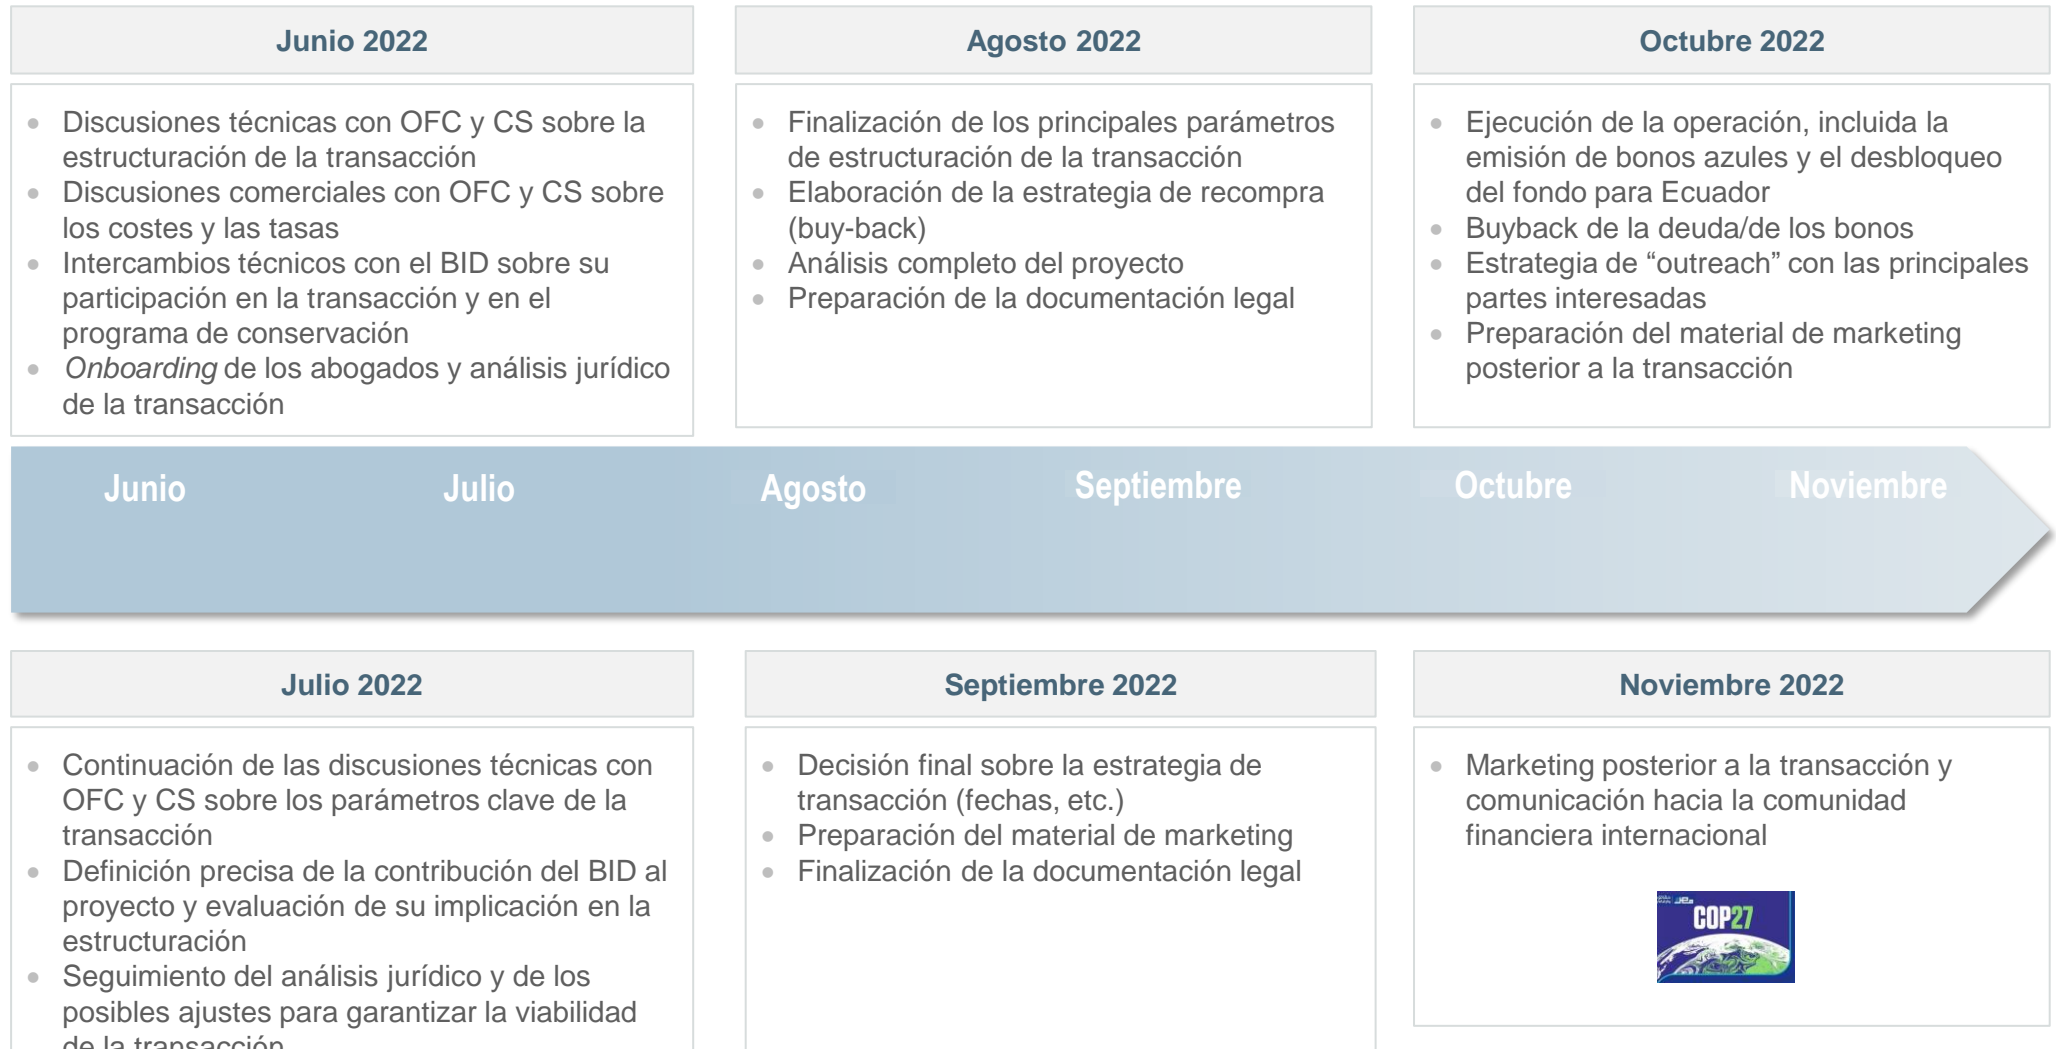 Junio 2022
• Discusiones técnicas con OFC y CS sobre la
estructuración de la transacción
• Discusiones comerciales con OFC y CS sobre
los costes y las tasas
• Intercambios técnicos con el BID sobre su
participación en la transacción y en el
programa de conservación
• Onboarding de los abogados y análisis jurídico
de la transacción
Agosto 2022
• Finalización de los principales parámetros
de estructuración de la transacción
• Elaboración de la estrategia de recompra
(buy-back)
• Análisis completo del proyecto
• Preparación de la documentación legal
Octubre 2022
• Ejecución de la operación, incluida la
emisión de bonos azules y el desbloqueo
del fondo para Ecuador
• Buyback de la deuda/de los bonos
• Estrategia de “outreach” con las principales
partes interesadas
• Preparación del material de marketing
posterior a la transacción
Junio
Julio
Agosto
Septiembre
Octubre
Noviembre
Julio 2022
• Continuación de las discusiones técnicas con
OFC y CS sobre los parámetros clave de la
transacción
• Definición precisa de la contribución del BID al
proyecto y evaluación de su implicación en la
estructuración
• Seguimiento del análisis jurídico y de los
posibles ajustes para garantizar la viabilidad
de la transacción
Septiembre 2022
• Decisión final sobre la estrategia de
transacción (fechas, etc.)
• Preparación del material de marketing
• Finalización de la documentación legal
Noviembre 2022
• Marketing posterior a la transacción y
comunicación hacia la comunidad
financiera internacional
COP27